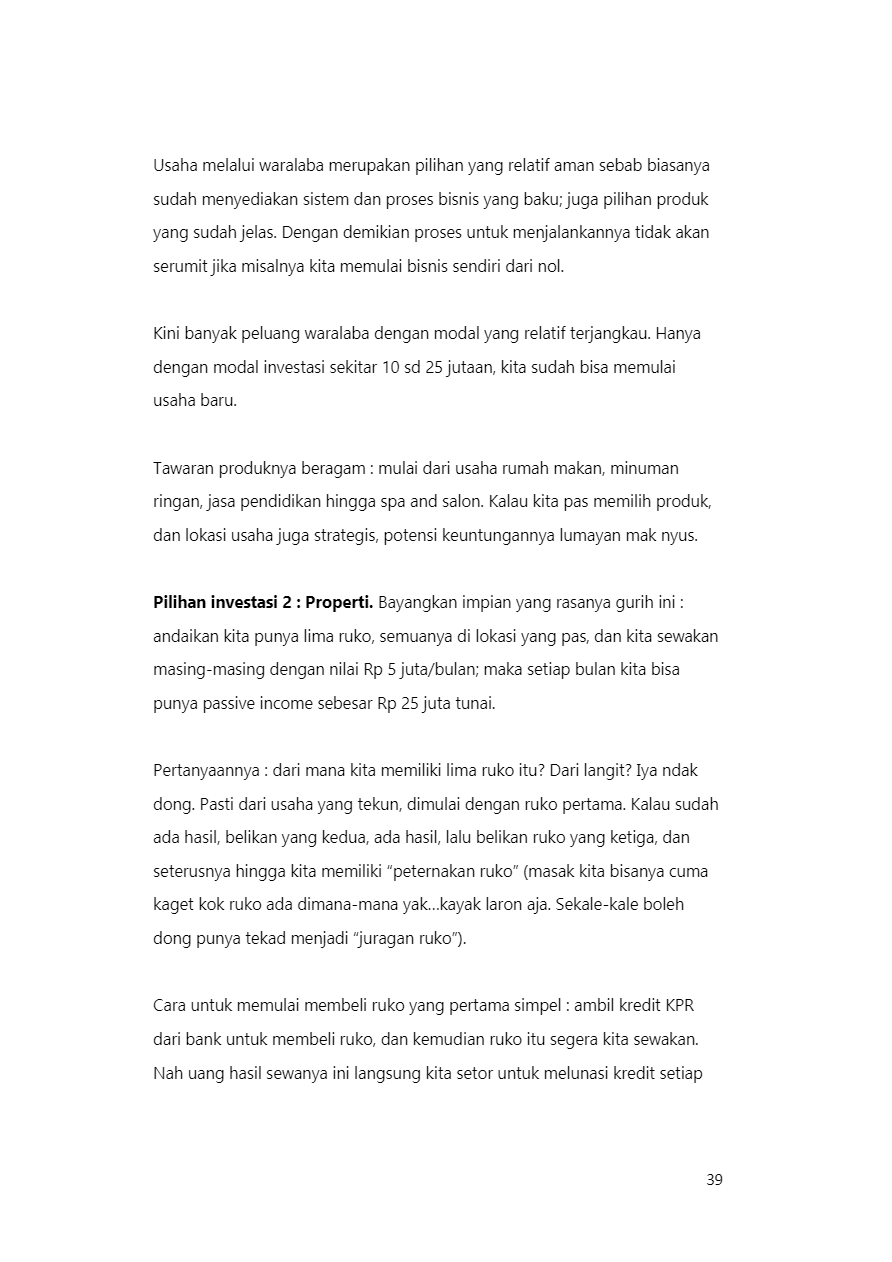 Usaha melalui waralaba merupakan pilihan yang relatif aman sebab biasanya
sudah menyediakan sistem dan proses bisnis yang baku; juga pilihan produk
yang sudah jelas. Dengan demikian proses untuk menjalankannya tidak akan
serumit jika misalnya kita memulai bisnis sendiri dari nol.
Kini banyak peluang waralaba dengan modal yang relatif terjangkau. Hanya
dengan modal investasi sekitar 10 sd 25 jutaan, kita sudah bisa memulai
usaha baru.
Tawaran produknya beragam : mulai dari usaha rumah makan, minuman
ringan, jasa pendidikan hingga spa and salon. Kalau kita pas memilih produk,
dan lokasi usaha juga strategis, potensi keuntungannya lumayan mak nyus.
Pilihan investasi 2 : Properti. Bayangkan impian yang rasanya gurih ini :
andaikan kita punya lima ruko, semuanya di lokasi yang pas, dan kita sewakan
masing-masing dengan nilai Rp 5 juta/bulan; maka setiap bulan kita bisa
punya passive income sebesar Rp 25 juta tunai.
Pertanyaannya : dari mana kita memiliki lima ruko itu? Dari langit? Iya ndak
dong. Pasti dari usaha yang tekun, dimulai dengan ruko pertama. Kalau sudah
ada hasil, belikan yang kedua, ada hasil, lalu belikan ruko yang ketiga, dan
seterusnya hingga kita memiliki “peternakan ruko” (masak kita bisanya cuma
kaget kok ruko ada dimana-mana yak…kayak laron aja. Sekale-kale boleh
dong punya tekad menjadi “juragan ruko”).
Cara untuk memulai membeli ruko yang pertama simpel : ambil kredit KPR
dari bank untuk membeli ruko, dan kemudian ruko itu segera kita sewakan.
Nah uang hasil sewanya ini langsung kita setor untuk melunasi kredit setiap
39